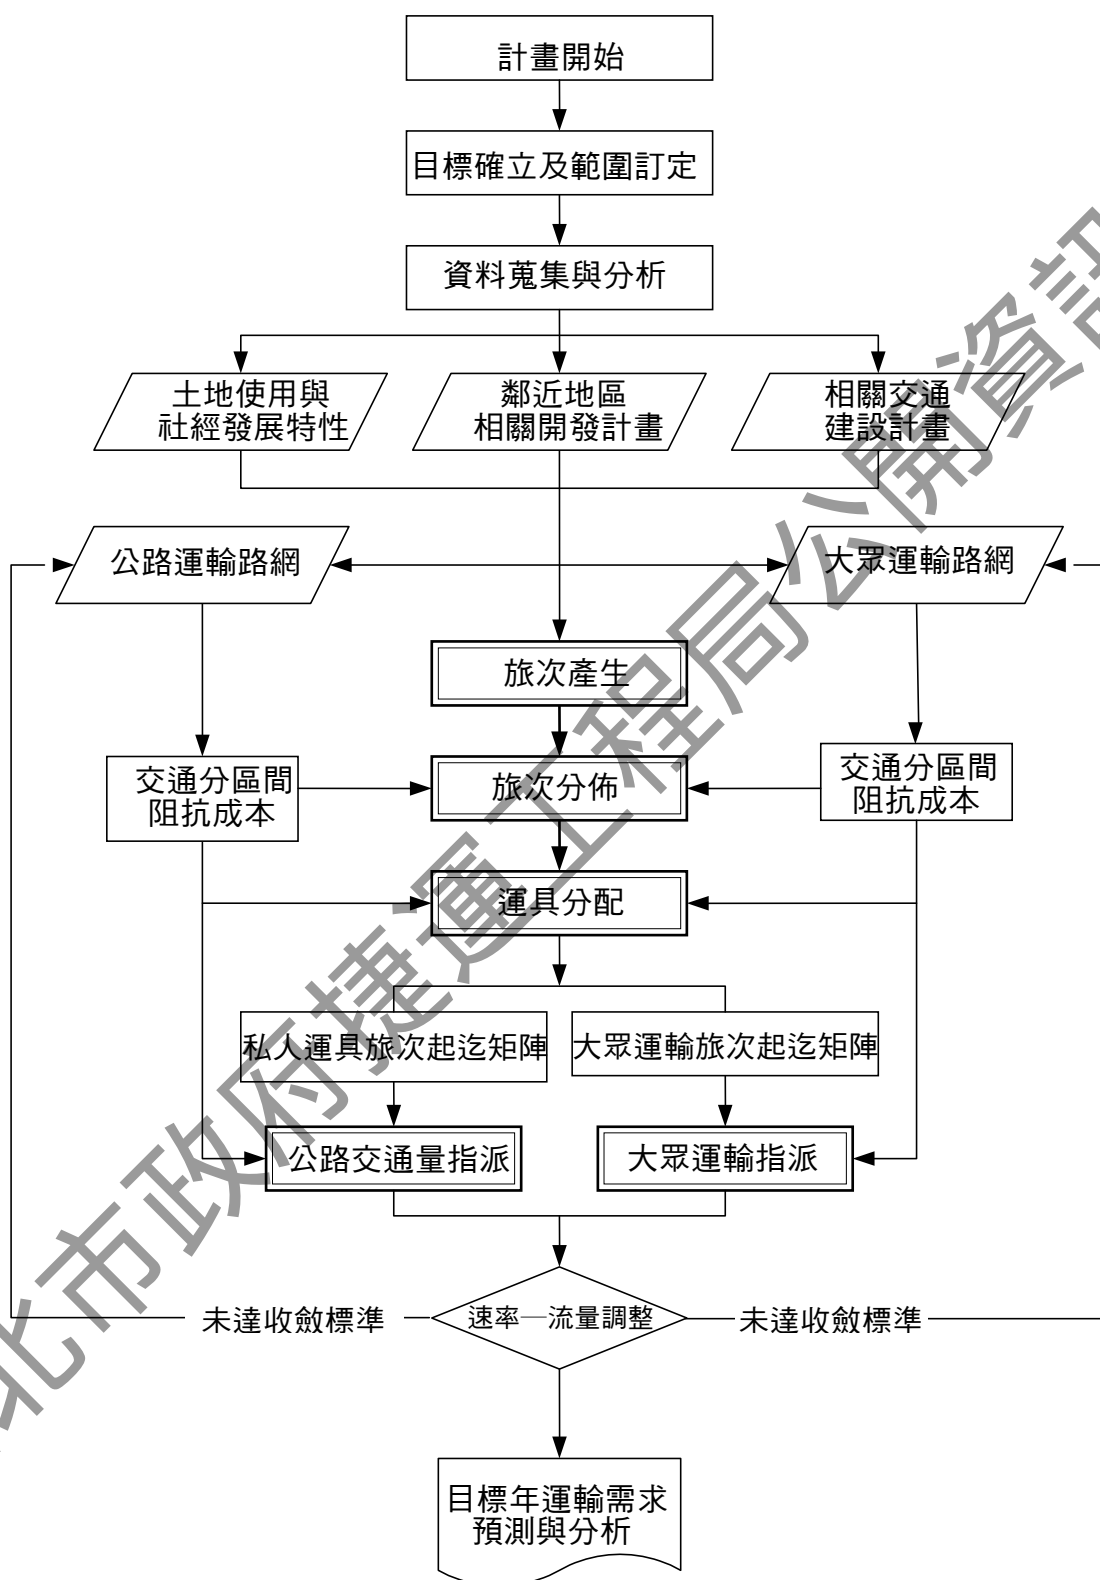 計畫開始
目標確立及範圍訂定
資料蒐集與分析
土地使用與
社經發展特性
鄰近地區
相關開發計畫
相關交通
建設計畫
公路運輸路網
大眾運輸路網
旅次產生
交通分區間
阻抗成本
旅次分佈
交通分區間
阻抗成本
運具分配
私人運具旅次起迄矩陣
大眾運輸旅次起迄矩陣
公路交通量指派
大眾運輸指派
未達收斂標準
速率—流量調整
未達收斂標準
目標年運輸需求
預測與分析
北市政府捷運工程局公開資訊